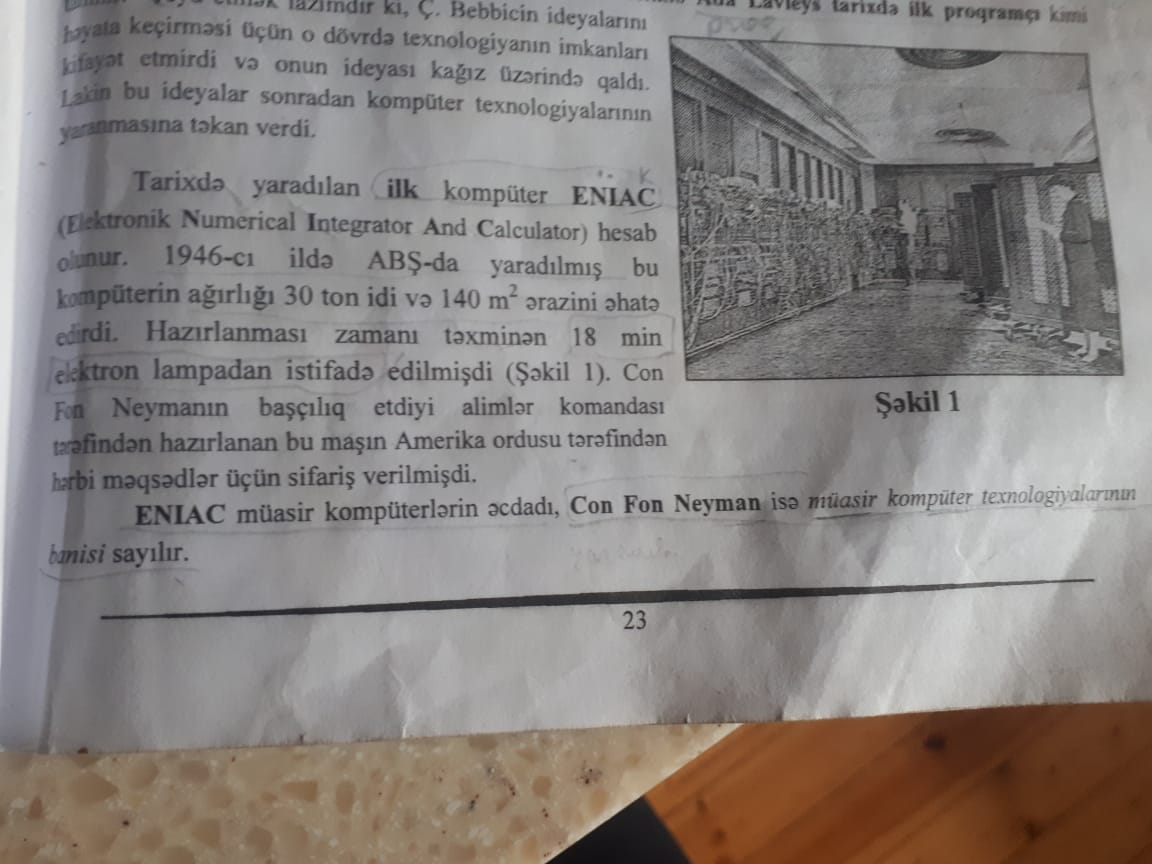 lazımdır ki, Ç. Bebbicin ideyalarını
tarixdə ilk proqramçı kimi
həyata keçirməsi üçün o dövrdə texnologiyanın imkanları
kifayət etmirdi və onun ideyası kağız üzərində qaldı.
Lakin bu ideyalar sonradan kompüter texnologiyalarının
yaranmasına təkan verdi.
Tarixdə yaradılan ilk kompüter ENIAC
(Elektronik Numerical Integrator And Calculator) hesab
olunur. 1946-cı ildə ABŞ-da yaradılmış bu
kompüterin ağırlığı 30 ton idi və 140 m² ərazini əhatə
edirdi. Hazırlanması zamanı təxminən 18 min
elektron lampadan istifadə edilmişdi (Şəkil 1). Con
Fon Neymanın başçılıq etdiyi alimlər komandası
tərəfindən hazırlanan bu maşın Amerika ordusu tərəfindən
hərbi məqsədlər üçün sifariş verilmişdi.
Şəkil 1
ENIAC müasir kompüterlərin əcdadı, Con Fon Neyman isə müasir kompüter texnologiyalarının
banisi sayılır.
23